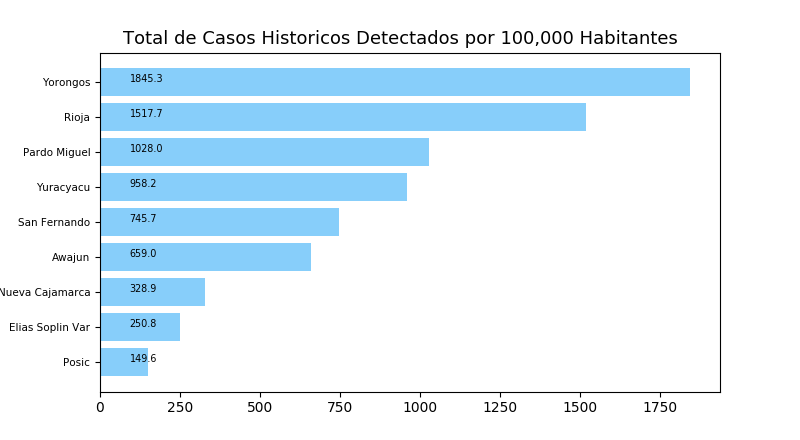 Total de Casos Historicos Detectados por 100,000 Habitantes
Yorongos 1845.3
Rioja 1517.7
Pardo Miguel 1028.0
Yuracyacu 958.2
San Fernando 745.7
Awajun 659.0
Nueva Cajamarca 328.9
Elias Soplin Var 250.8
Posic 149.6
0 250 500 750 1000 1250 1500 1750